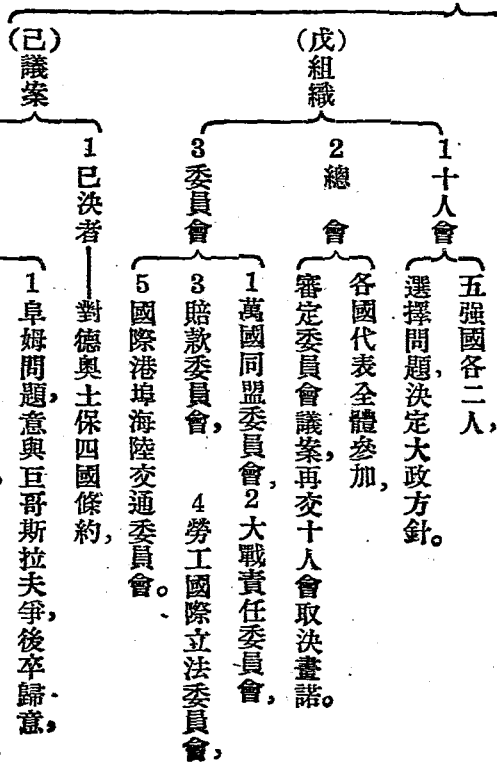 (戊)組織
1十人會
五强國各二人，
選擇問題，決定大政方針。
2總會
各國代表全體參加，
審定委員會議案，再交十人會取決畫諾。
3委員會
1萬國同盟委員會，2大戰責任委員會，
3賠款委員會，4勞工國際立法委員會，
5國際港埠海陸交通委員會。
(己)議案
1已決者
對德奧土保四國條約，
1阜姆問題，意與巨哥斯拉夫爭，後卒歸意，